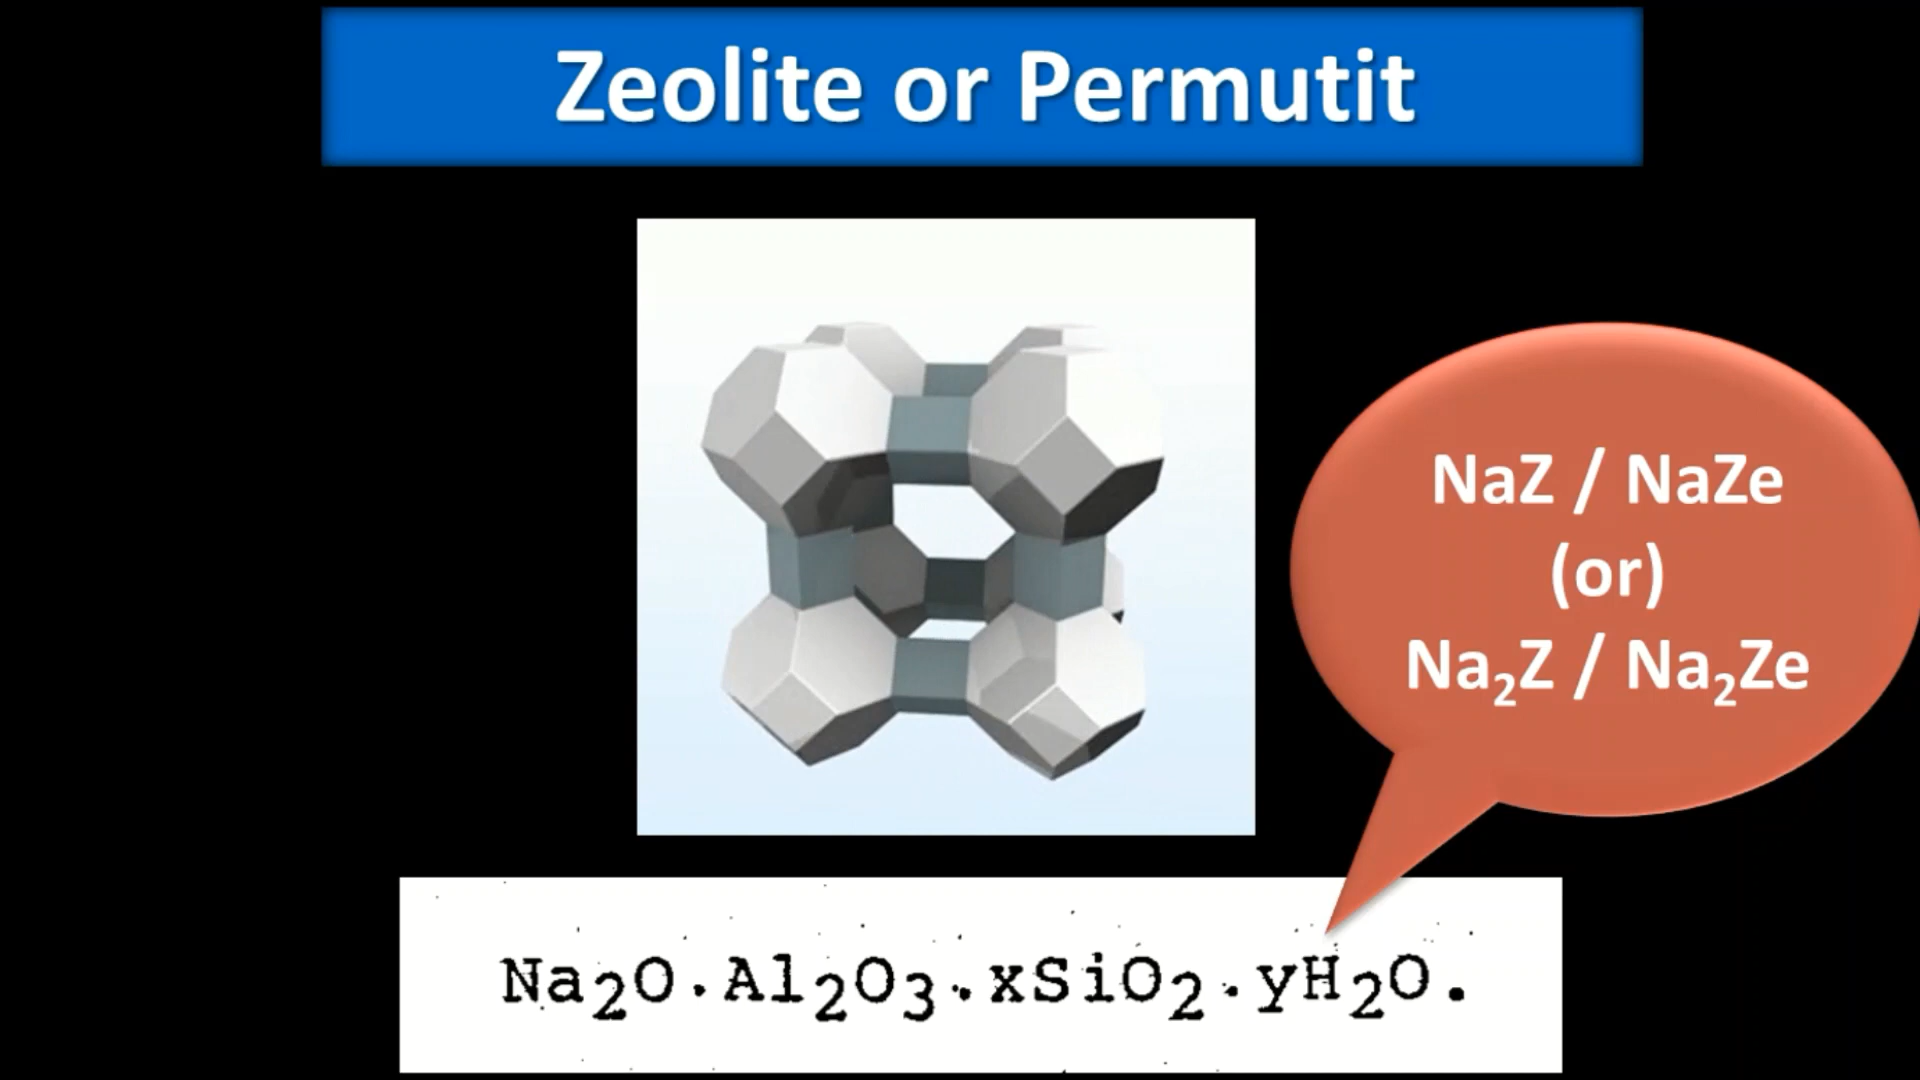 Zeolite or Permutit
NaZ / NaZe
(or)
Na₂Z / Na₂Ze
Na₂O.Al₂O₃.xSiO₂.yH₂O.